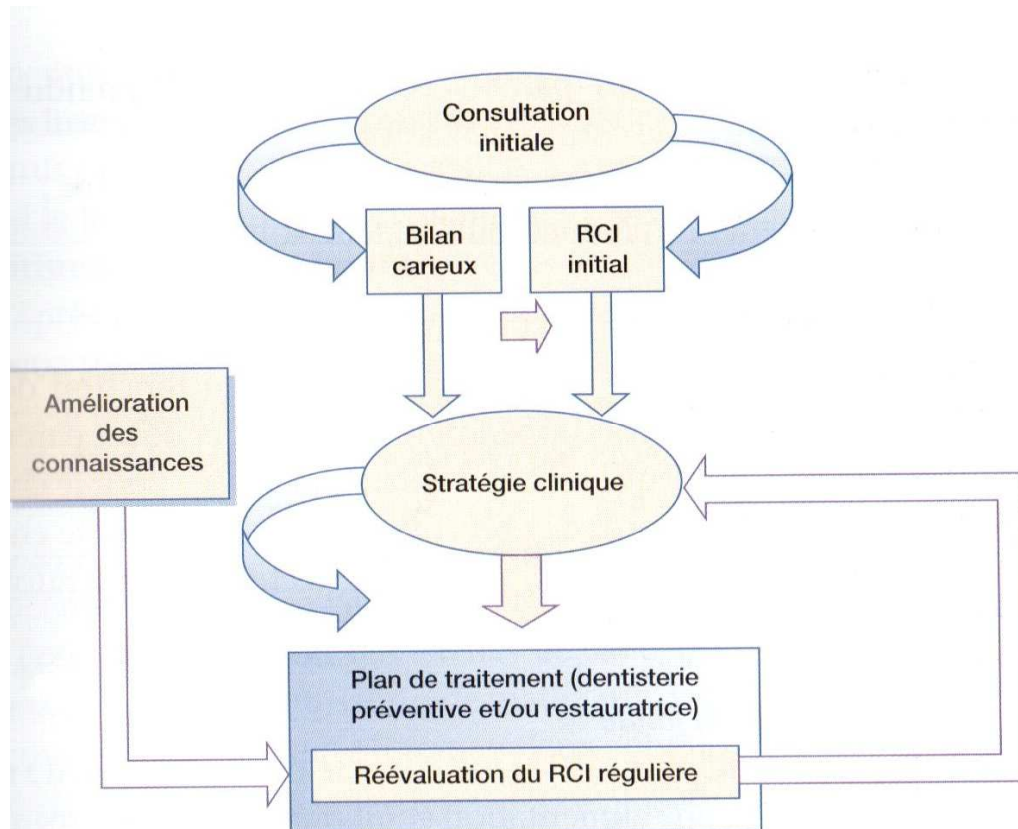 Consultation
initiale
Bilan
carieux
RCI
initial
Amélioration
des
connaissances
Stratégie clinique
Plan de traitement (dentisterie
préventive et/ou restauratrice)
Réévaluation du RCI régulière